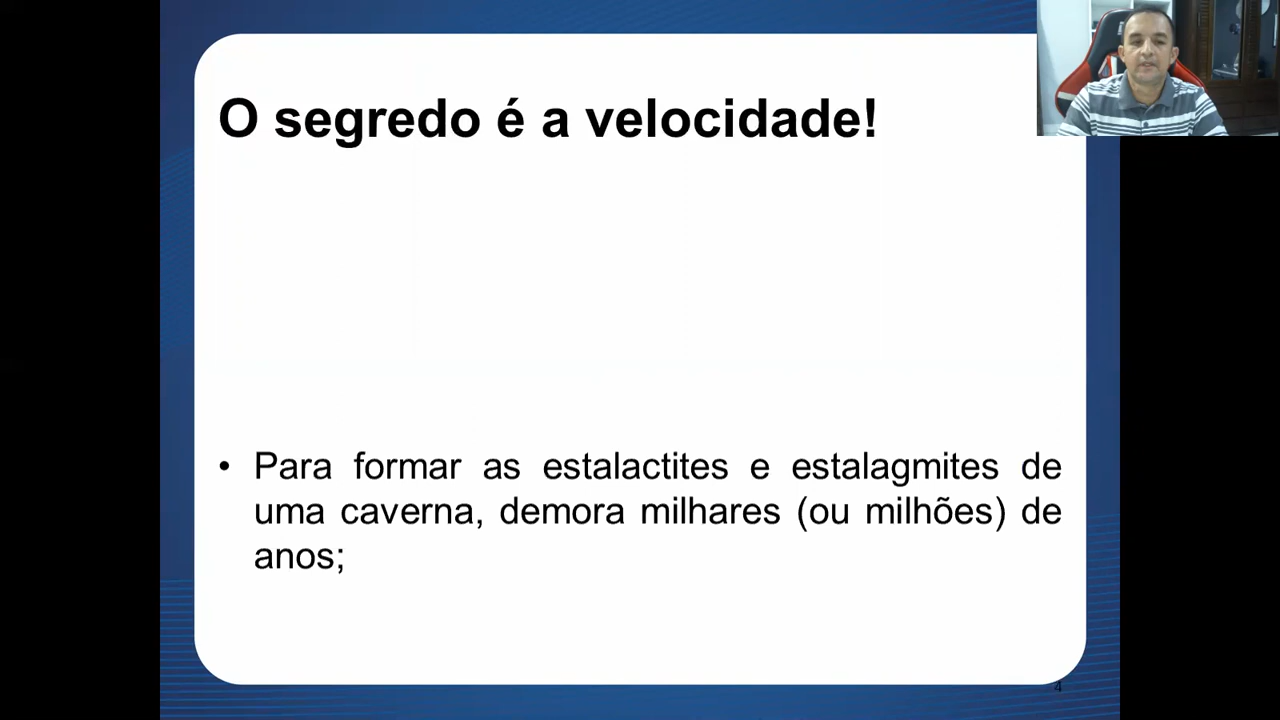 O segredo é a velocidade!
• Para formar as estalactites e estalagmites de
uma caverna, demora milhares (ou milhões) de
anos;
4